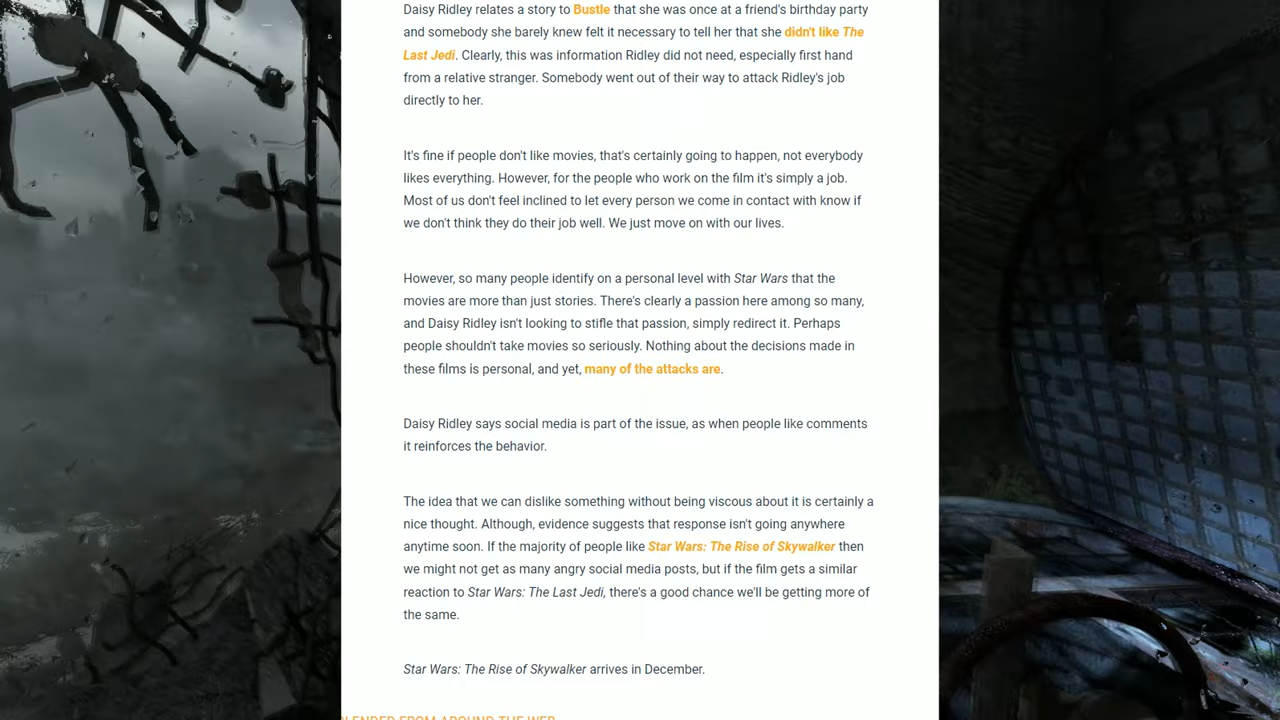 Daisy Ridley relates a story to Bustle that she was once at a friend's birthday party
and somebody she barely knew felt it necessary to tell her that she didn't like The
Last Jedi. Clearly, this was information Ridley did not need, especially first hand
from a relative stranger. Somebody went out of their way to attack Ridley's job
directly to her.
It's fine if people don't like movies, that's certainly going to happen, not everybody
likes everything. However, for the people who work on the film it's simply a job.
Most of us don't feel inclined to let every person we come in contact with know if
we don't think they do their job well. We just move on with our lives.
However, so many people identify on a personal level with Star Wars that the
movies are more than just stories. There's clearly a passion here among so many,
and Daisy Ridley isn't looking to stifle that passion, simply redirect it. Perhaps
people shouldn't take movies so seriously. Nothing about the decisions made in
these films is personal, and yet, many of the attacks are.
Daisy Ridley says social media is part of the issue, as when people like comments
it reinforces the behavior.
The idea that we can dislike something without being viscous about it is certainly a
nice thought. Although, evidence suggests that response isn't going anywhere
anytime soon. If the majority of people like Star Wars: The Rise of Skywalker then
we might not get as many angry social media posts, but if the film gets a similar
reaction to Star Wars: The Last Jedi, there's a good chance we'll be getting more of
the same.
Star Wars: The Rise of Skywalker arrives in December.
ENDED FROM AROUND THE WEB